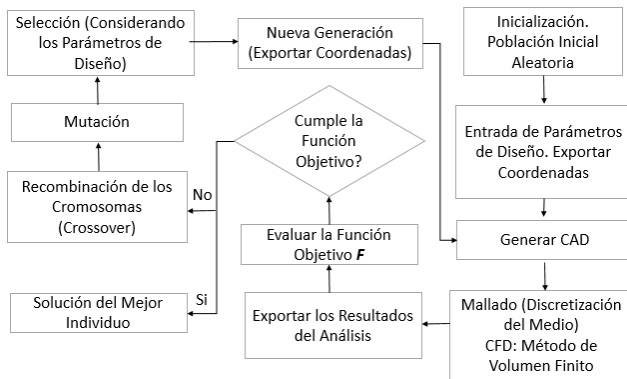 Selección (Considerando
los Parámetros de
Diseño)
Nueva Generación
(Exportar Coordenadas)
Inicialización.
Población Inicial
Aleatoria
Mutación
Cumple la
Función
Objetivo?
Entrada de Parámetros
de Diseño. Exportar
Coordenadas
Recombinación de los
Cromosomas
(Crossover)
No
Evaluar la Función
Objetivo F
Generar CAD
Solución del Mejor
Individuo
Si
Exportar los Resultados
del Análisis
Mallado (Discretización
del Medio)
CFD: Método de
Volumen Finito